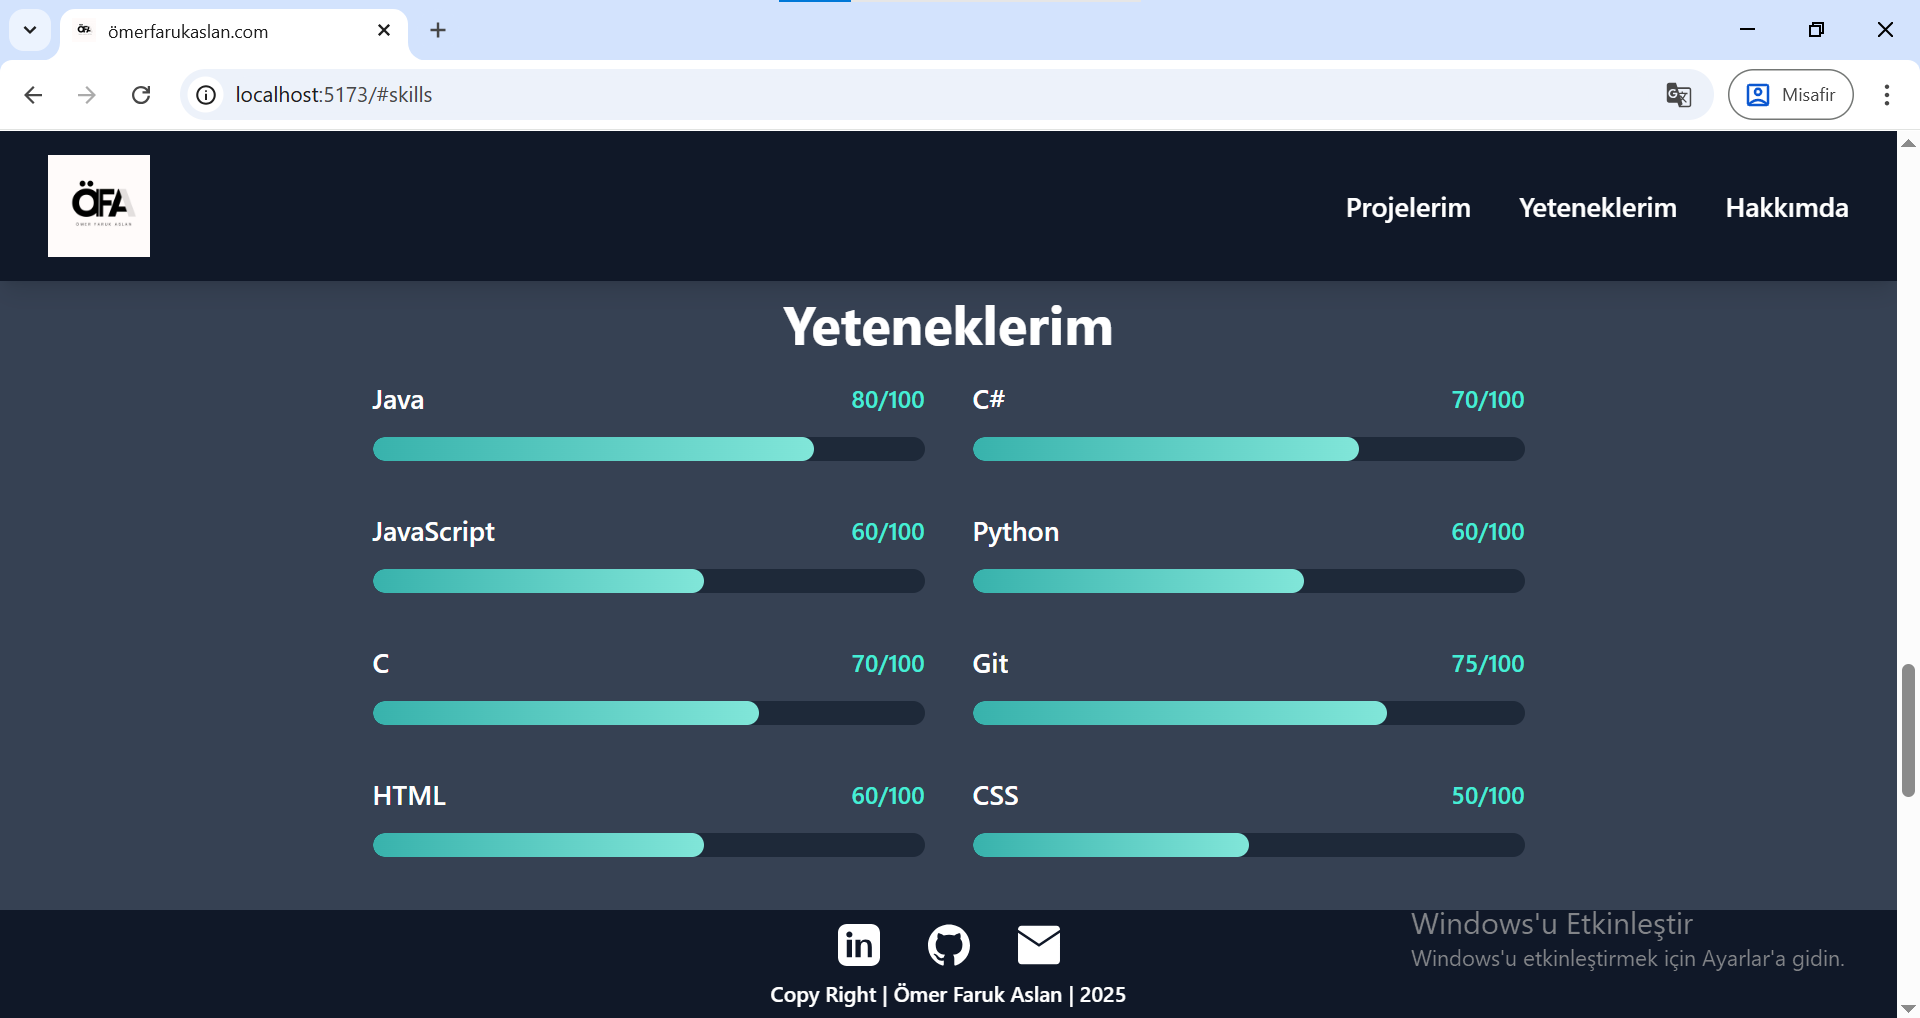 ömerfarukaslan.com
localhost:5173/#skills
Misafir
ÖFA
ÖMER FARUK ASLAN
Projelerim
Yeteneklerim
Hakkımda
Yeteneklerim
Java 80/100
C# 70/100
JavaScript 60/100
Python 60/100
C 70/100
Git 75/100
HTML 60/100
CSS 50/100
in
Windows'u Etkinleştir
Windows'u etkinleştirmek için Ayarlar'a gidin.
Copy Right | Ömer Faruk Aslan | 2025